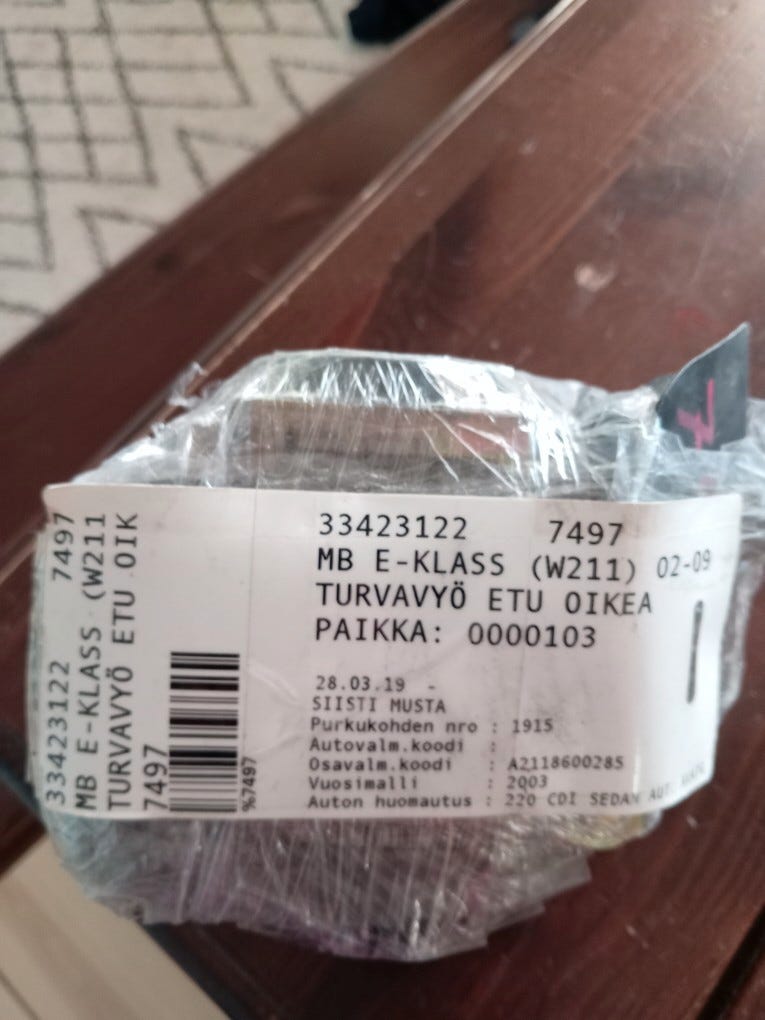 33423122 7497
MB E-KLASS (W211) 02-09
TURVAVYÖ ETU OIKEA
PAIKKA: 0000103
28.03.19 -
SIISTI MUSTA
Purkukohden nro : 1915
Autovalm.koodi :
Osavalm.koodi : A2118600285
Vuosimalli : 2003
Auton huomautus : 220 CDI SEDAN AUT.
33423122 7497
MB E-KLASS (W211
TURVAVYÖ ETU OIK
7497
%7497